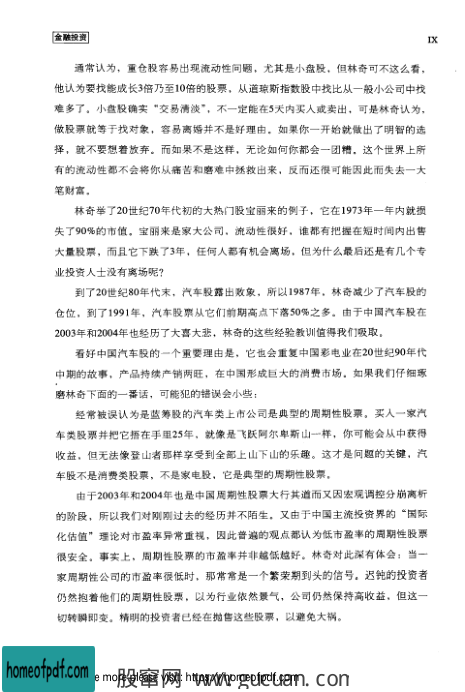 金融投资
IX
通常认为，重仓股容易出现流动性问题，尤其是小盘股，但林奇可不这么看，
他认为要找能成长3倍乃至10倍的股票，从道琼斯指数股中找比从一般小公司中找
难多了。小盘股确实“交易清淡”，不一定能在5天内买入或卖出，可是林奇认为，
做股票就等于找对象，容易离婚并不是好理由。如果你一开始就做出了明智的选
择，就不要想着放弃。而如果不是这样，无论如何你都会一团糟。这个世界上所
有的流动性都不会将你从痛苦和磨难中拯救出来，反而还很可能因此而失去一大
笔财富。
林奇举了20世纪70年代初的大热门股宝丽来的例子，它在1973年一年内就损
失了90%的市值。宝丽来是家大公司，流动性很好，谁都有把握在短时间内出售
大量股票，而且它下跌了3年，任何人都有机会离场，但为什么最后还是有几个专
业投资人士没有离场呢？
到了20世纪80年代末，汽车股露出败象，所以1987年，林奇减少了汽车股的
仓位，到了1991年，汽车股票从它们前期高点下落50%之多。由于中国汽车股在
2003年和2004年也经历了大喜大悲，林奇的这些经验教训值得我们吸取。
看好中国汽车股的一个重要理由是，它也会重复中国彩电业在20世纪90年代
中期的故事，产品持续产销两旺，在中国形成巨大的消费市场。如果我们仔细琢
磨林奇下面的一番话，可能犯的错误会小些：
经常被误认为是蓝筹股的汽车类上市公司是典型的周期性股票。买入一家汽
车类股票并把它捂在手里25年，就像是飞跃阿尔卑斯山一样，你可能会从中获得
收益，但无法像登山者那样享受到全部上山下山的乐趣。这才是问题的关键，汽
车股不是消费类股票，不是家电股，它是典型的周期性股票。
由于2003年和2004年也是中国周期性股票大行其道而又因宏观调控分崩离析
的阶段，所以我们对刚刚过去的经历并不陌生。又由于中国主流投资界的“国际
化估值”理论对市盈率异常重视，因此普遍的观点都认为低市盈率的周期性股票
很安全。事实上，周期性股票的市盈率并非越低越好。林奇对此深有体会：当一
家周期性公司的市盈率很低时，那常常是一个繁荣期到头的信号。迟钝的投资者
仍然抱着他们的周期性股票，以为行业依然景气，公司仍然保持高收益，但这一
切转瞬即变。精明的投资者已经在抛售这些股票，以避免大祸。
homeofpdf.com
more please visit: https://homeofpdf.com
股窜网 www.gucuan.com